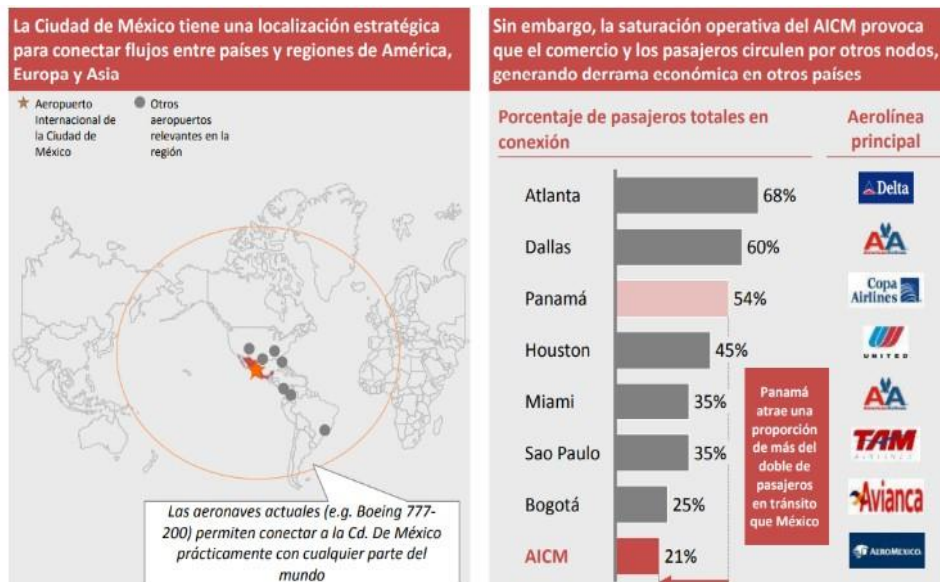 La Ciudad de México tiene una localización estratégica
para conectar flujos entre países y regiones de América,
Europa y Asia
Aeropuerto
Internacional de
la Ciudad de
México
Otros
aeropuertos
relevantes en la
región
Las aeronaves actuales (e.g. Boeing 777-
200) permiten conectar a la Cd. De México
prácticamente con cualquier parte del
mundo
Sin embargo, la saturación operativa del AICM provoca
que el comercio y los pasajeros circulen por otros nodos,
generando derrama económica en otros países
Porcentaje de pasajeros totales en
conexión
Aerolínea
principal
Atlanta 68% Delta
Dallas 60% AA
Panamá 54% Copa
Airlines
Houston 45% UNITED
Miami 35% AA
Sao Paulo 35% TAM
Bogotá 25% Avianca
AICM 21% AEROMEXICO
Panamá
atrae una
proporción
de más del
doble de
pasajeros
en tránsito
que México